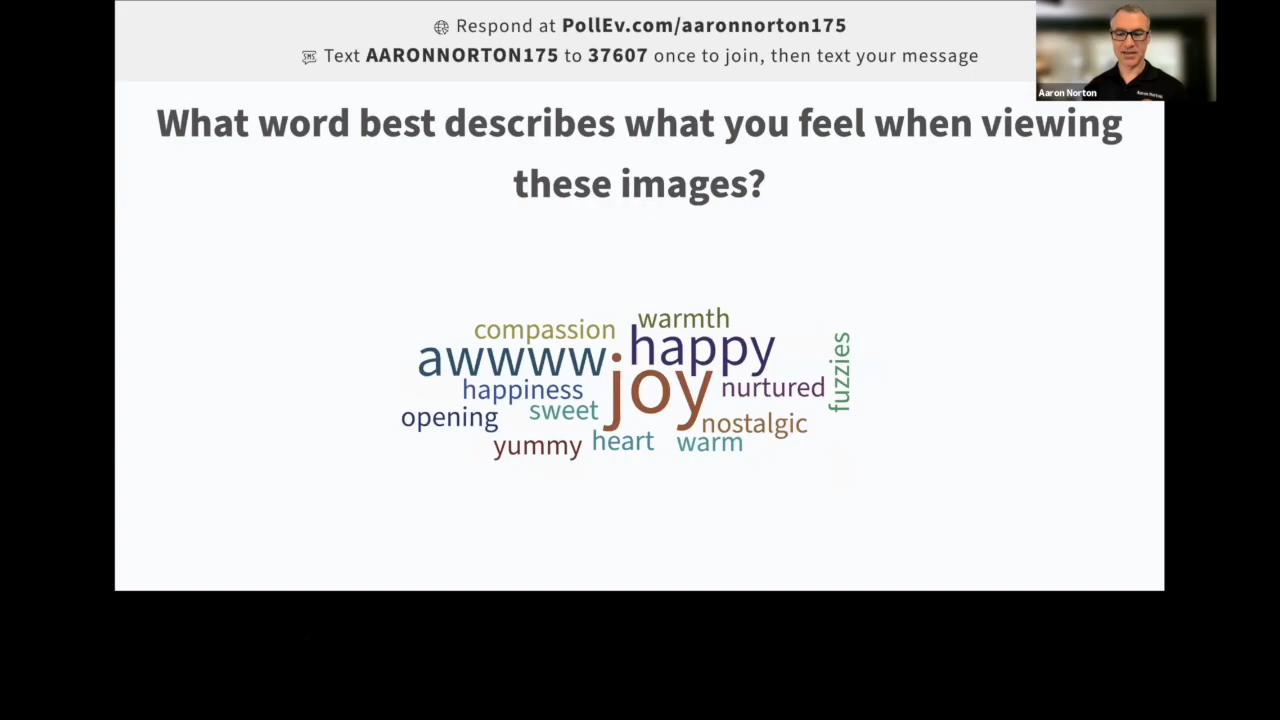 Respond at PollEv.com/aaronnorton175
Text AARONNORTON175 to 37607 once to join, then text your message
Aaron Norton
Aaron Norton
What word best describes what you feel when viewing
these images?
compassion
warmth
awwww
happy
fuzzies
happiness
joy
nurtured
opening
sweet
nostalgic
yummy
heart
warm